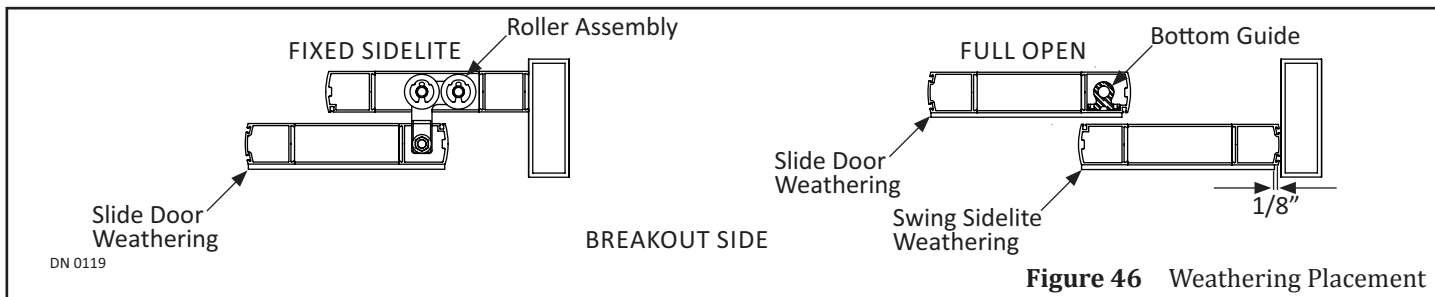 FIXED SIDELITE
Roller Assembly
FULL OPEN
Bottom Guide
Slide Door
Weathering
Slide Door
Weathering
Swing Sidelite
Weathering
1/8”
BREAKOUT SIDE
DN 0119
Figure 46 Weathering Placement